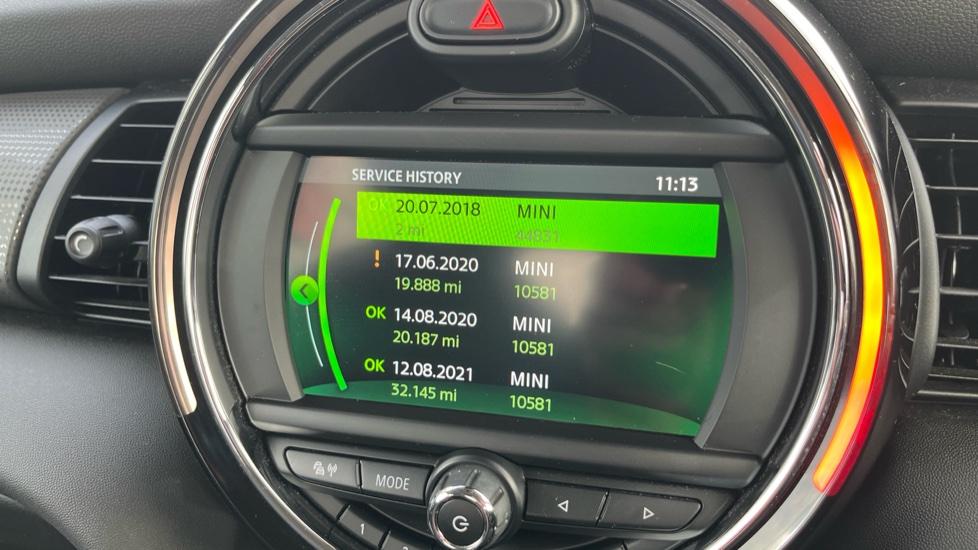 SERVICE HISTORY 11:13
OK 20.07.2018 MINI
2 mi 44831
! 17.06.2020 MINI
19.888 mi 10581
OK 14.08.2020 MINI
20.187 mi 10581
OK 12.08.2021 MINI
32.145 mi 10581
MODE
1